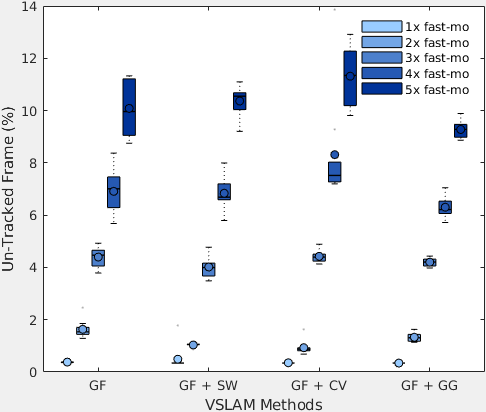 14
12
10
8
6
4
2
0
Un-Tracked Frame (%)
1x fast-mo
2x fast-mo
3x fast-mo
4x fast-mo
5x fast-mo
GF
GF + SW
GF + CV
GF + GG
VSLAM Methods